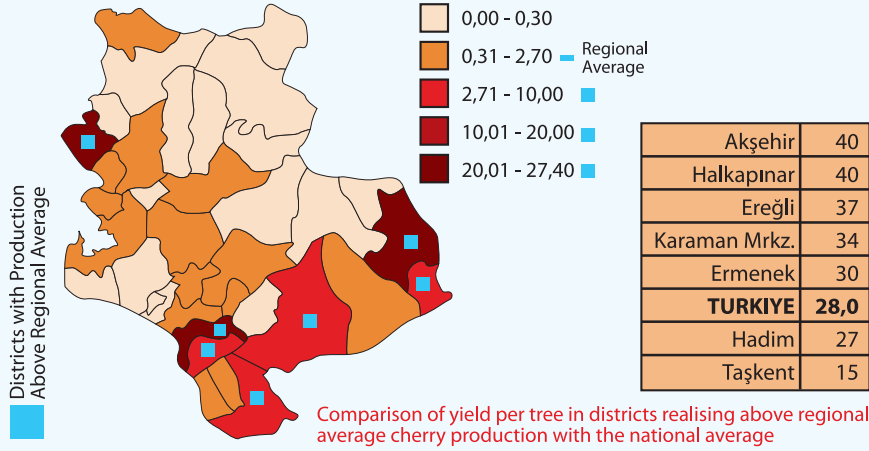 0,00 - 0,30
0,31 - 2,70
Regional
Average
2,71 - 10,00
10,01 - 20,00
20,01 - 27,40
Districts with Production
Above Regional Average
Akşehir 40
Halkapınar 40
Ereğli 37
Karaman Mrkz. 34
Ermenek 30
TURKIYE 28,0
Hadim 27
Taşkent 15
Comparison of yield per tree in districts realising above regional
average cherry production with the national average